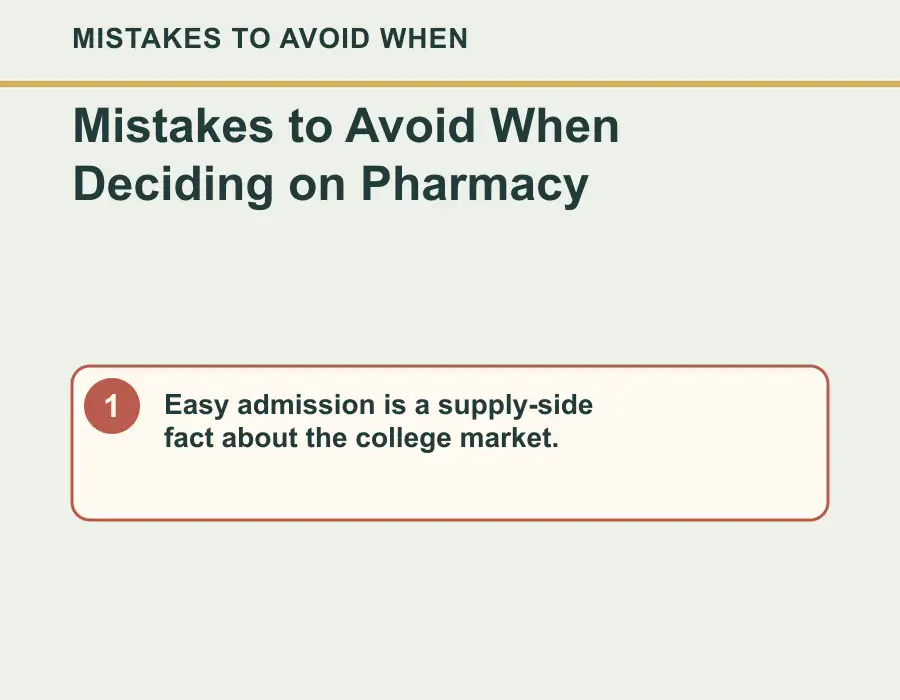 MISTAKES TO AVOID WHEN
Mistakes to Avoid When
Deciding on Pharmacy
1
Easy admission is a supply-side
fact about the college market.